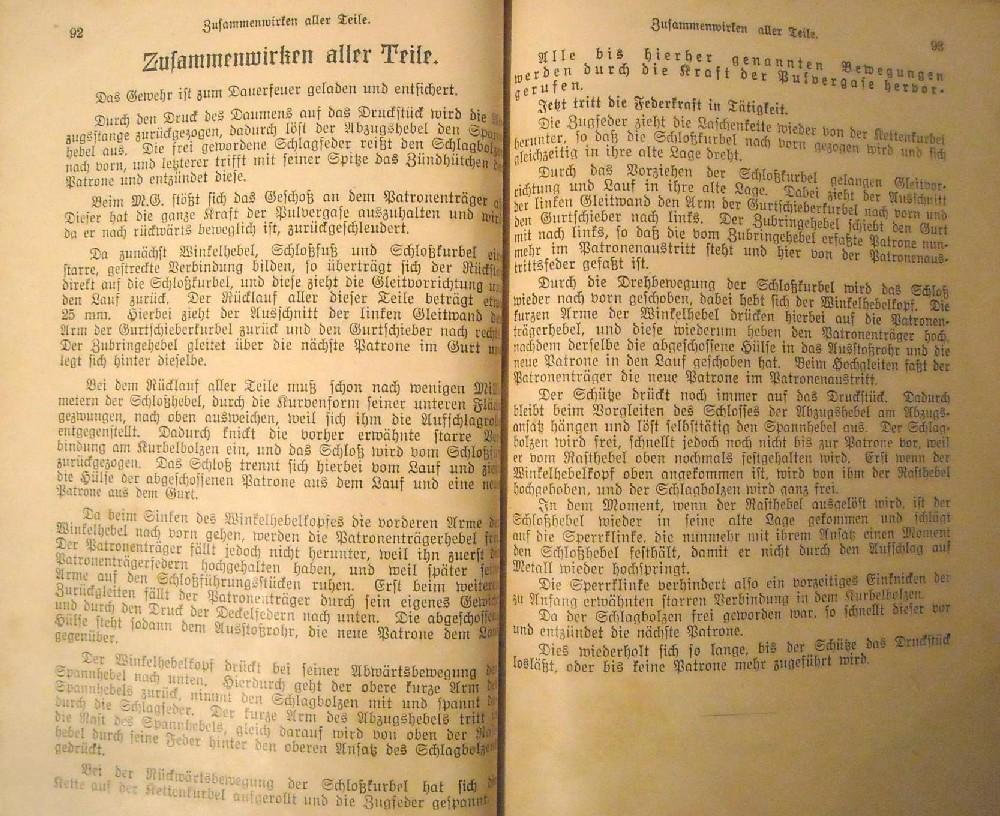 92
Zusammenwirken aller Teile.
Zusammenwirken aller Teile.
Das Gewehr ist zum Dauerfeuer geladen und entsichert.
Durch den Druck des Daumens auf das Druckstück wird die
zugsstange zurückgezogen, dadurch löst der Abzugshebel den Span
hebel aus. Die frei gewordene Schlagfeder reißt den Schlagbolz
nach vorn, und letzterer trifft mit seiner Spitze das Zündhütchen
Patrone und entzündet diese.
Beim M.G. stößt sich das Geschoß an dem Patronenträger
Dieser hat die ganze Kraft der Pulvergase auszuhalten und wir
da er nach rückwärts beweglich ist, zurückgeschleudert.
Da zunächst Winkelhebel, Schloßfuß und Schloßkurbel ei
starre, gestreckte Verbindung bilden, so überträgt sich der Rücksto
direkt auf die Schloßkurbel, und diese zieht die Gleitvorrichtung
den Lauf zurück. Der Rücklauf aller dieser Teile beträgt et
25 mm. Hierbei zieht der Ausschnitt der linken Gleitwand
Arm der Gurtschieberkurbel zurück und den Gurtschieber nach rech
Der Zubringehebel gleitet über die nächste Patrone im Gurt
legt sich hinter dieselbe.
Bei dem Rücklauf aller Teile muß schon nach wenigen Mil
metern der Schloßhebel, durch die Kurvenform seiner unteren Fläch
gezwungen, nach oben ausweichen, weil sich ihm die Aufschlagrol
entgegenstellt. Dadurch knickt die vorher erwähnte starre
bindung am Kurbelbolzen ein, und das Schloß wird vom Schloßfu
zurückgezogen. Das Schloß trennt sich hierbei vom Lauf und zie
die Hülse der abgeschossenen Patrone aus dem Lauf und eine ne
Patrone aus dem Gurt.
Da beim Sinken des Winkelhebelkopfes die vorderen Arme
Winkelhebel nach vorn gehen, werden die Patronenträgerhebel
Der Patronenträger fällt jedoch nicht herunter, weil ihn zuerst
Patronenträgerfedern hochgehalten haben, und weil später
Arme auf den Schloßführungsstücken ruhen. Erst beim weiter
Zurückgleiten fällt der Patronenträger durch sein eigenes Gewi
und durch den Druck der Deckelfedern nach unten. Die abgeschoss
Hülse steht sodann dem Ausstoßrohr, die neue Patrone dem
gegenüber.
Der Winkelhebelkopf drückt bei seiner Abwärtsbewegung
Spannhebel nach unten. Hierdurch geht der obere kurze Arm
Spannhebels zurück, nimmt den Schlagbolzen mit und spannt
durch die Schlagfeder. Der kurze Arm des Abzugshebels tritt
die Rast des Spannhebels, gleich darauf wird von oben der
hebel durch seine Feder hinter den oberen Ansatz des Schlagbolzen
gedrückt.
Bei der Rückwärtsbewegung der Schloßkurbel hat sich
Kette auf der Kettenkurbel aufgerollt und die Zugfeder gespannt.
Zusammenwirken aller Teile.
93
Alle bis hierher genannten Bewegungen
werden durch die Kraft der Pulvergase hervor-
gerufen.
Jetzt tritt die Federkraft in Tätigkeit.
Die Zugfeder zieht die Laschenkette wieder von der Kettenkurbel
herunter, so daß die Schloßkurbel nach vorn gezogen wird und sich
gleichzeitig in ihre alte Lage dreht.
Durch das Vorziehen der Schloßkurbel gelangen Gleitvor-
richtung und Lauf in ihre alte Lage. Dabei zieht der Ausschnitt
der linken Gleitwand den Arm der Gurtschieberkurbel nach vorn und
den Gurtschieber nach links. Der Zubringehebel schiebt den Gurt
mit nach links, so daß die vom Zubringehebel erfaßte Patrone nun-
mehr im Patronenaustritt steht und hier von der Patronenaus-
trittsfeder gefaßt ist.
Durch die Drehbewegung der Schloßkurbel wird das Schloß
wieder nach vorn geschoben, dabei hebt sich der Winkelhebelkopf. Die
kurzen Arme der Winkelhebel drücken hierbei auf die Patronen-
trägerhebel, und diese wiederum heben den Patronenträger hoch,
nachdem derselbe die abgeschossene Hülse in das Ausstoßrohr und die
neue Patrone in den Lauf geschoben hat. Beim Hochgleiten faßt der
Patronenträger die neue Patrone im Patronenaustritt.
Der Schütze drückt noch immer auf das Druckstück. Dadurch
bleibt beim Vorgleiten des Schlosses der Abzugshebel am Abzugs-
ansatz hängen und löst selbsttätig den Spannhebel aus. Der Schlag-
bolzen wird frei, schnellt jedoch noch nicht bis zur Patrone vor, weil
er vom Rasthebel oben nochmals festgehalten wird. Erst wenn der
Winkelhebelkopf oben angekommen ist, wird von ihm der Rasthebel
hochgehoben, und der Schlagbolzen wird ganz frei.
In dem Moment, wenn der Rasthebel ausgelöst wird, ist der
Schloßhebel wieder in seine alte Lage gekommen und schlägt
auf die Sperrklinke, die nunmehr mit ihrem Ansatz einen Moment
den Schloßhebel festhält, damit er nicht durch den Aufschlag auf
Metall wieder hochspringt.
Die Sperrklinke verhindert also ein vorzeitiges Einknicken der
zu Anfang erwähnten starren Verbindung in dem Kurbelbolzen.
Da der Schlagbolzen frei geworden war, so schnellt dieser vor
und entzündet die nächste Patrone.
Dies wiederholt sich so lange, bis der Schütze das Druckstück
losläßt, oder bis keine Patrone mehr zugeführt wird.